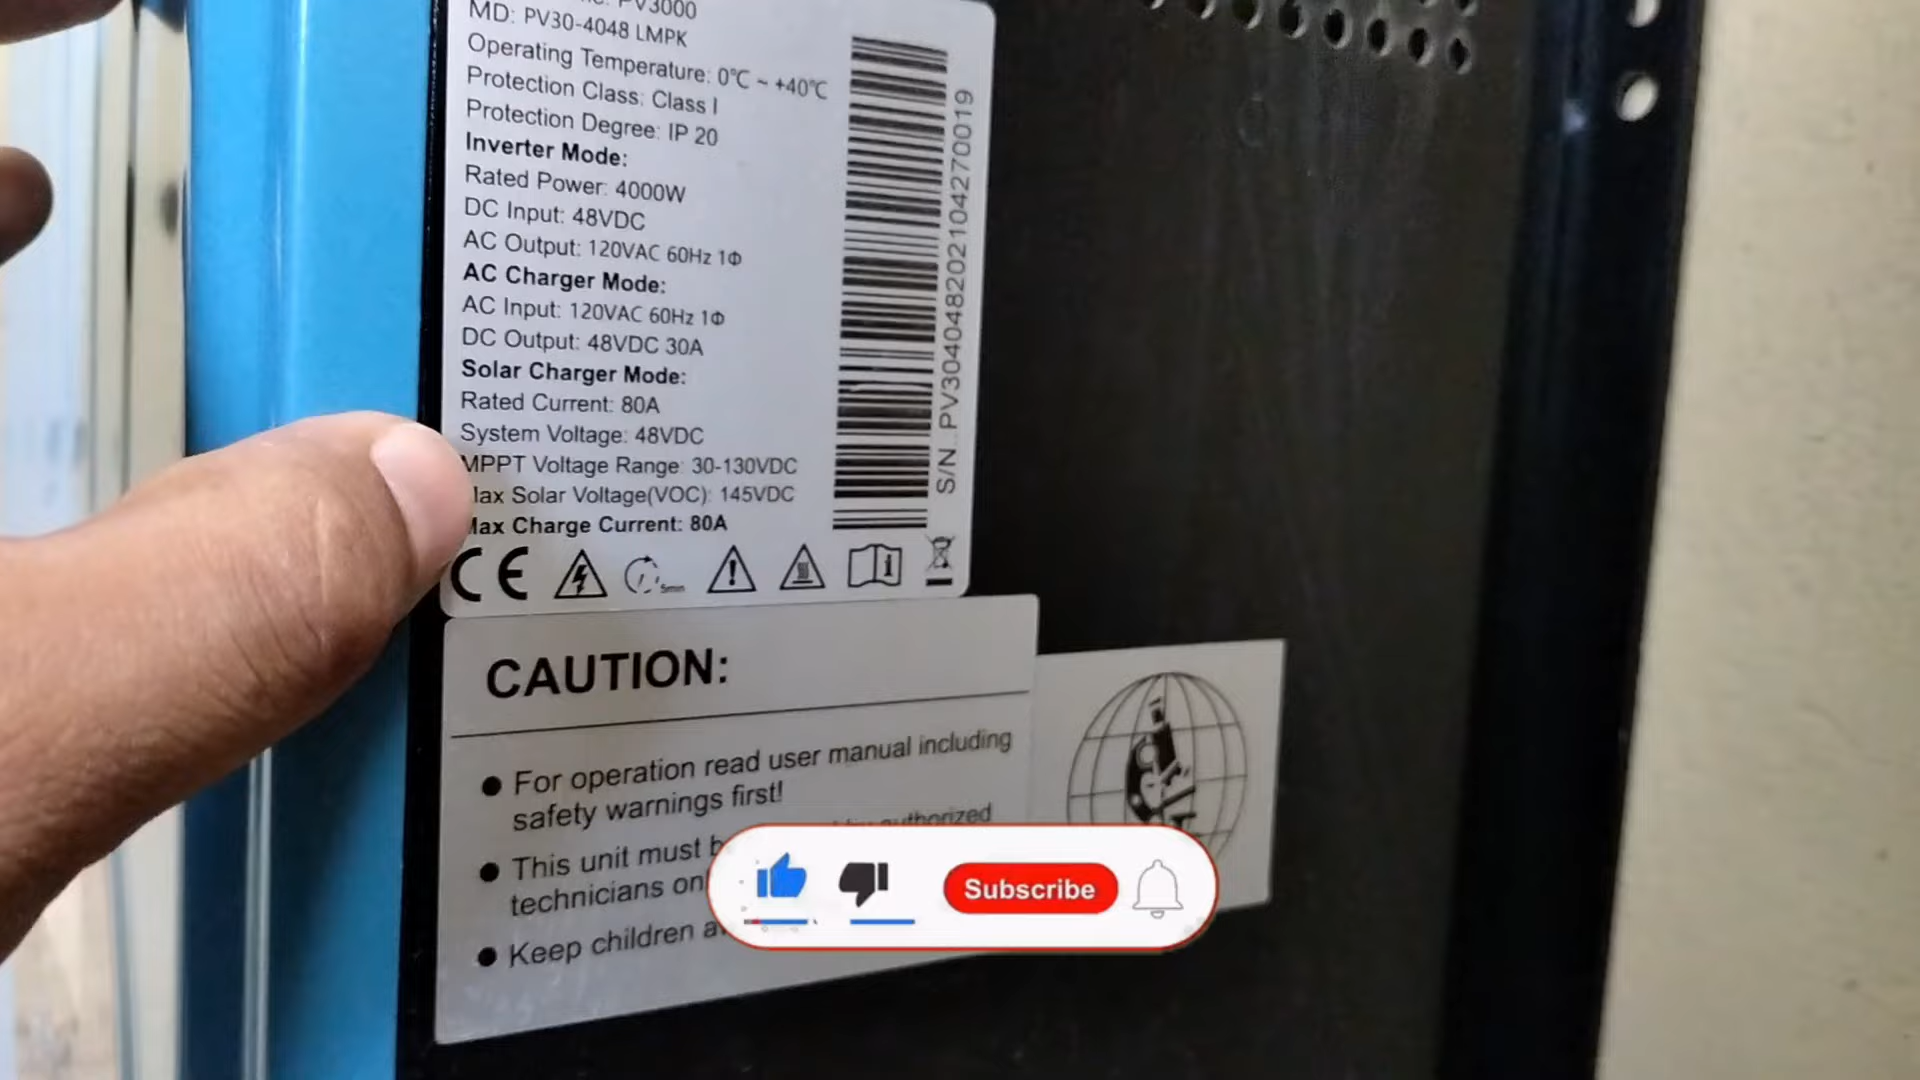 PV3000
MD: PV30-4048 LMPK
Operating Temperature: 0℃ ~ +40℃
Protection Class: Class I
Protection Degree: IP 20
Inverter Mode:
Rated Power: 4000W
DC Input: 48VDC
AC Output: 120VAC 60Hz 1Φ
AC Charger Mode:
AC Input: 120VAC 60Hz 1Φ
DC Output: 48VDC 30A
Solar Charger Mode:
Rated Current: 80A
System Voltage: 48VDC
MPPT Voltage Range: 30-130VDC
Max Solar Voltage(VOC): 145VDC
Max Charge Current: 80A
S/N.:PV304048202104270019
CE
5min
CAUTION:
● For operation read user manual including
safety warnings first!
● This unit must authorized
technicians
● Keep children
Subscribe